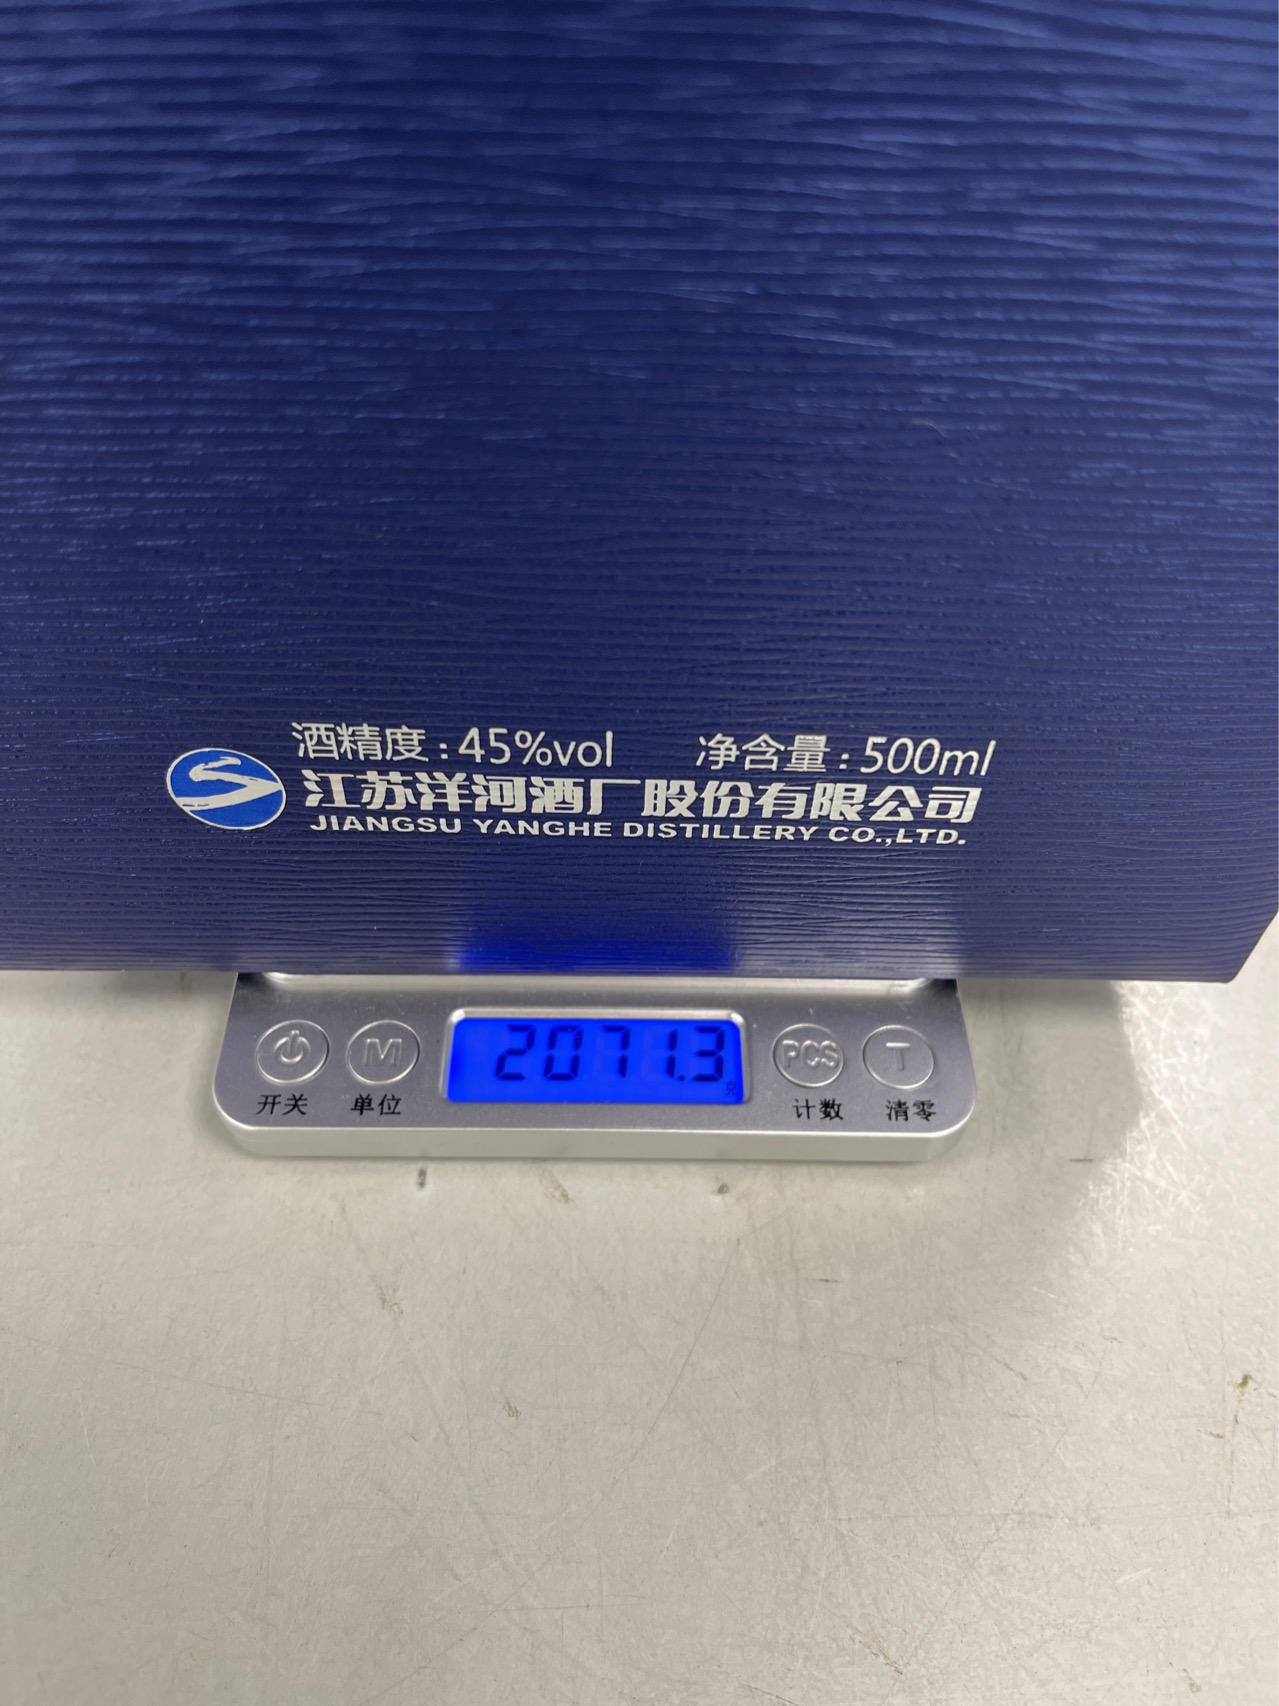 酒精度：45%vol 净含量：500ml
江苏洋河酒厂股份有限公司
JIANGSU YANGHE DISTILLERY CO.,LTD.
M 2071.3 克 PCS T
开关 单位 计数 清零